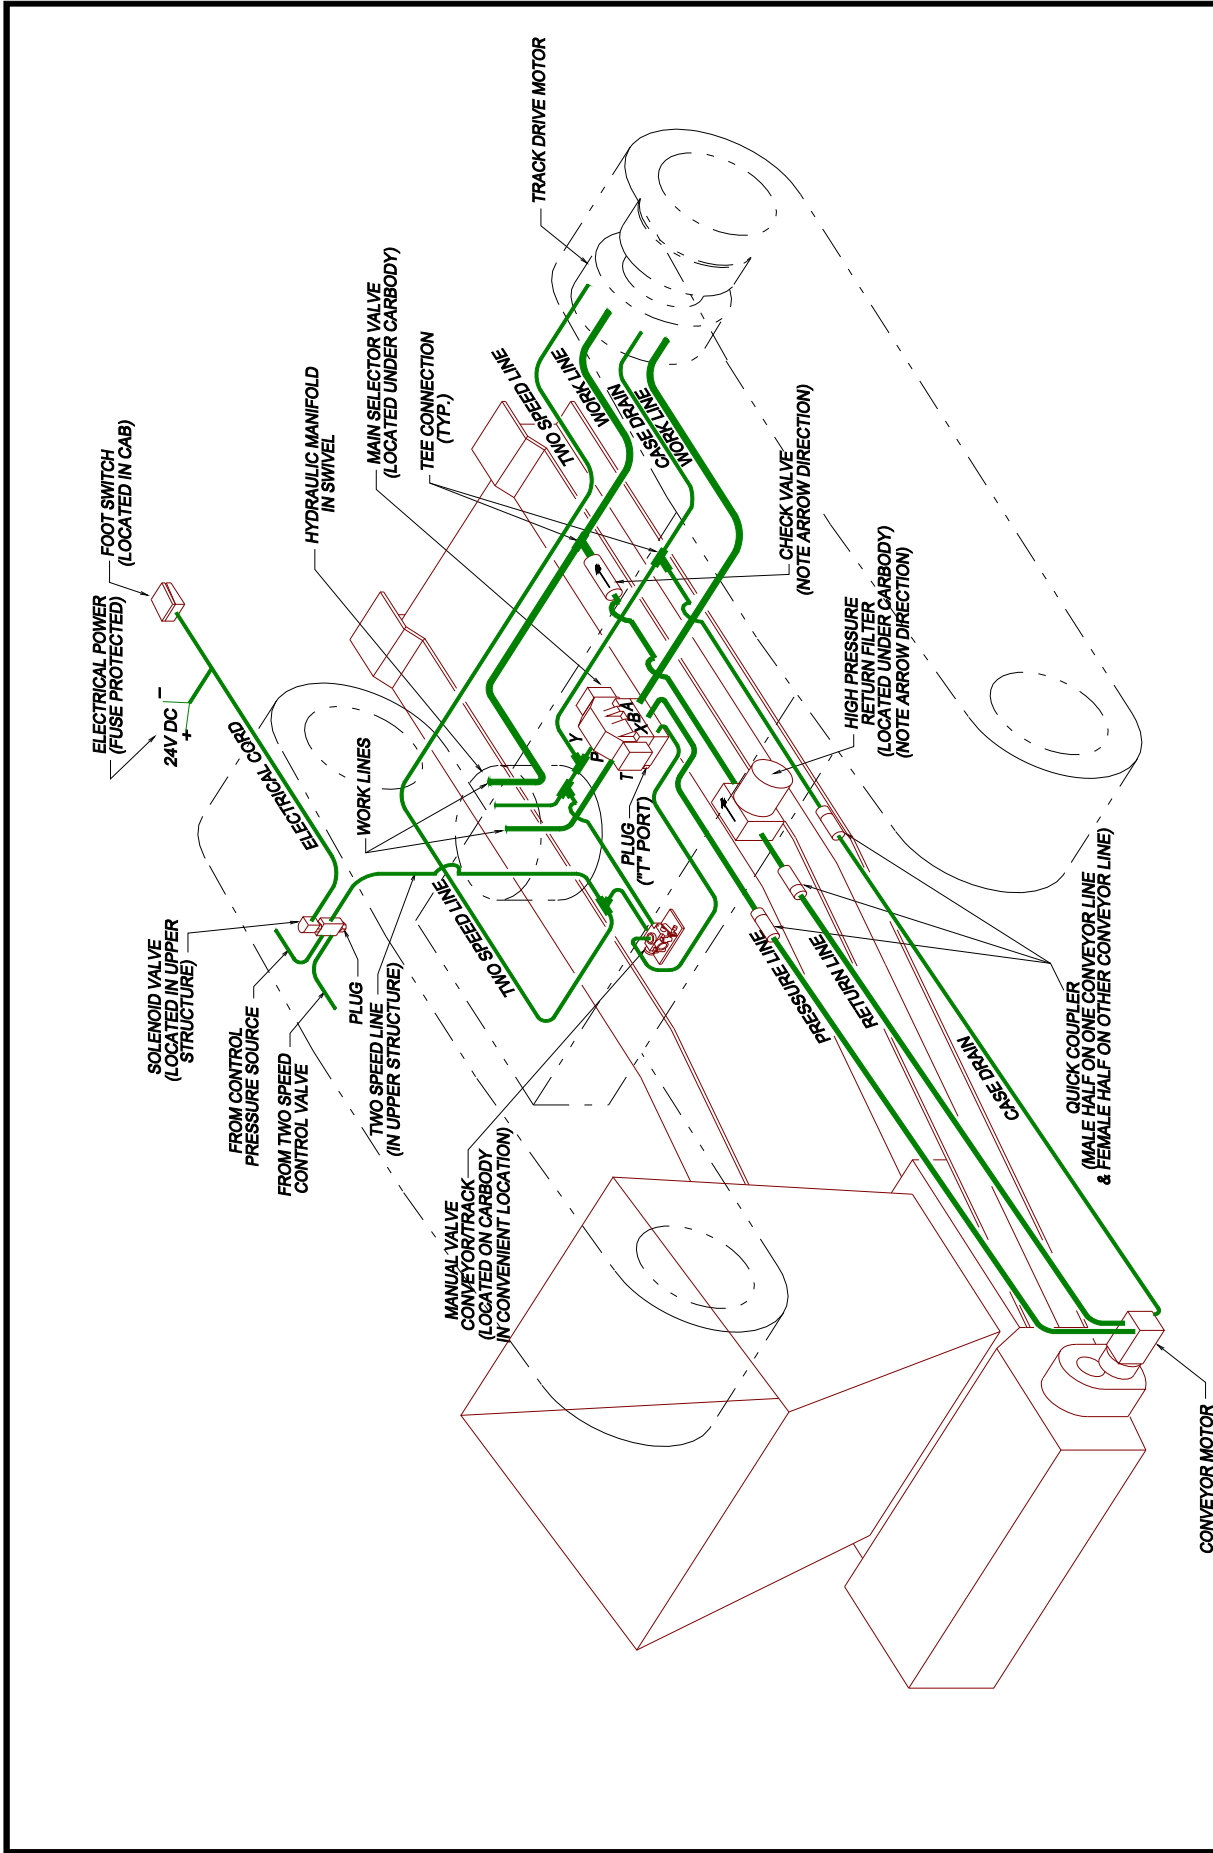 FOOT SWITCH
(LOCATED IN CAB)
ELECTRICAL POWER
(FUSE PROTECTED)
24V DC
+
−
ELECTRICAL CORD
SOLENOID VALVE
(LOCATED IN UPPER
STRUCTURE)
FROM CONTROL
PRESSURE SOURCE
FROM TWO SPEED
CONTROL VALVE
PLUG
TWO SPEED LINE
(IN UPPER STRUCTURE)
WORK LINES
HYDRAULIC MANIFOLD
IN SWIVEL
MAIN SELECTOR VALVE
(LOCATED UNDER CARBODY)
TEE CONNECTION
(TYP.)
TRACK DRIVE MOTOR
TWO SPEED LINE
WORK LINE
CASE DRAIN
WORK LINE
CHECK VALVE
(NOTE ARROW DIRECTION)
HIGH PRESSURE
RETURN FILTER
(LOCATED UNDER CARBODY)
(NOTE ARROW DIRECTION)
Y
P
T
X
B
A
PLUG
("T" PORT)
TWO SPEED LINE
MANUAL VALVE
CONVEYOR/TRACK
(LOCATED ON CARBODY
IN CONVENIENT LOCATION)
PRESSURE LINE
RETURN LINE
CASE DRAIN
QUICK COUPLER
(MALE HALF ON ONE CONVEYOR LINE
& FEMALE HALF ON OTHER CONVEYOR LINE)
CONVEYOR MOTOR